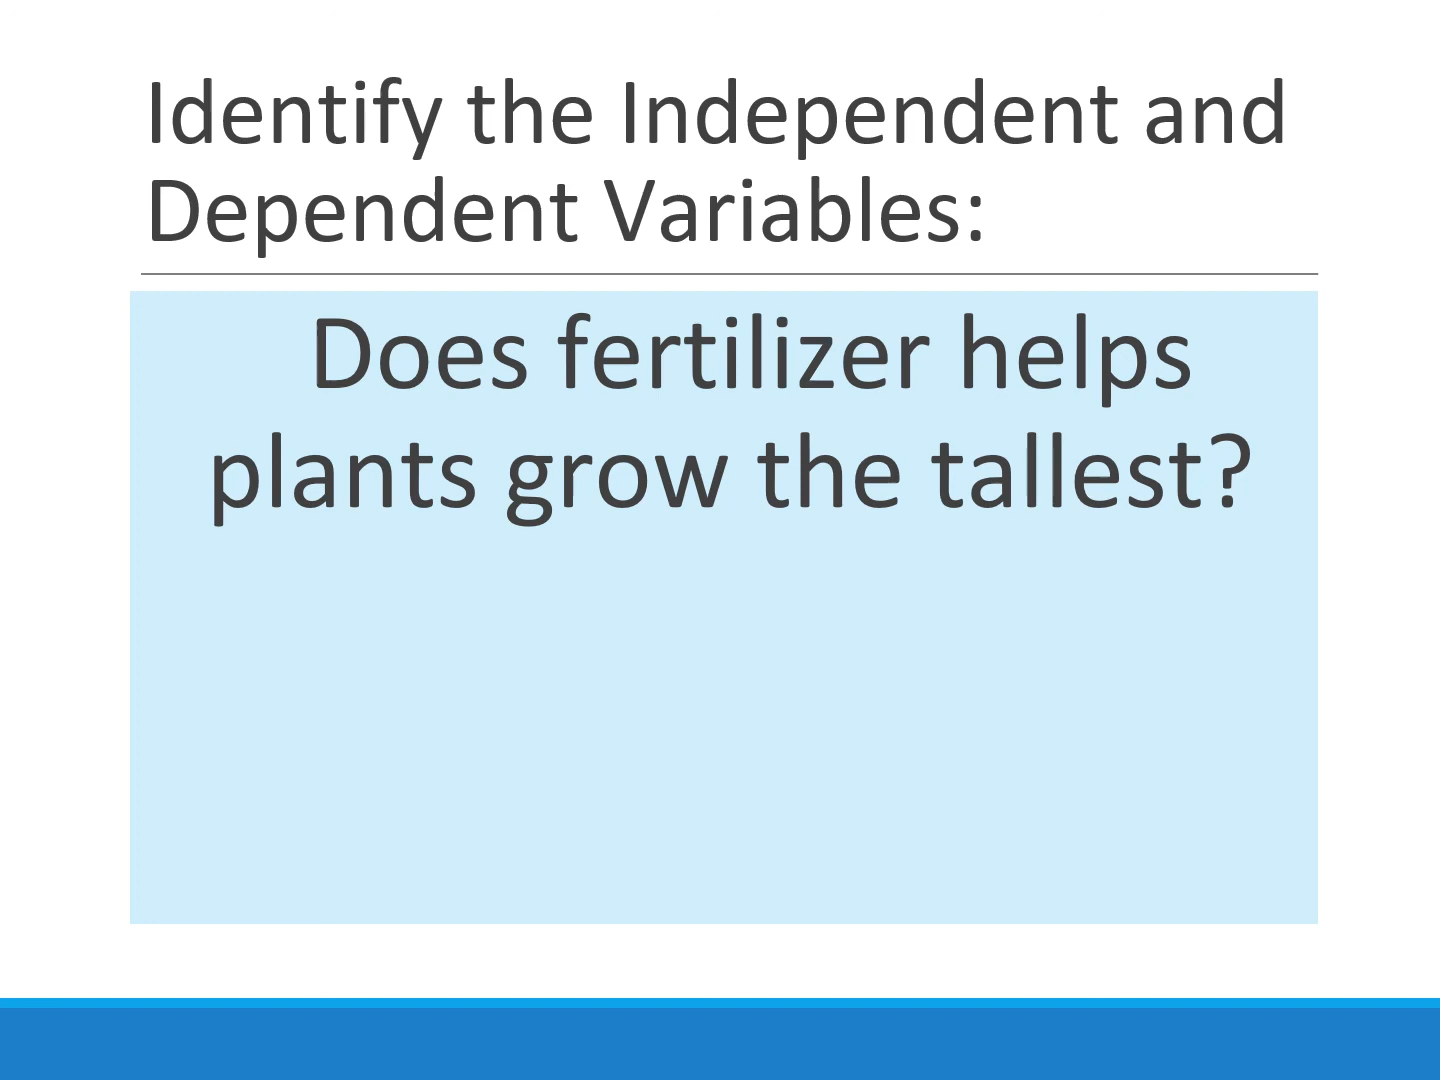 Identify the Independent and
Dependent Variables:
Does fertilizer helps
plants grow the tallest?